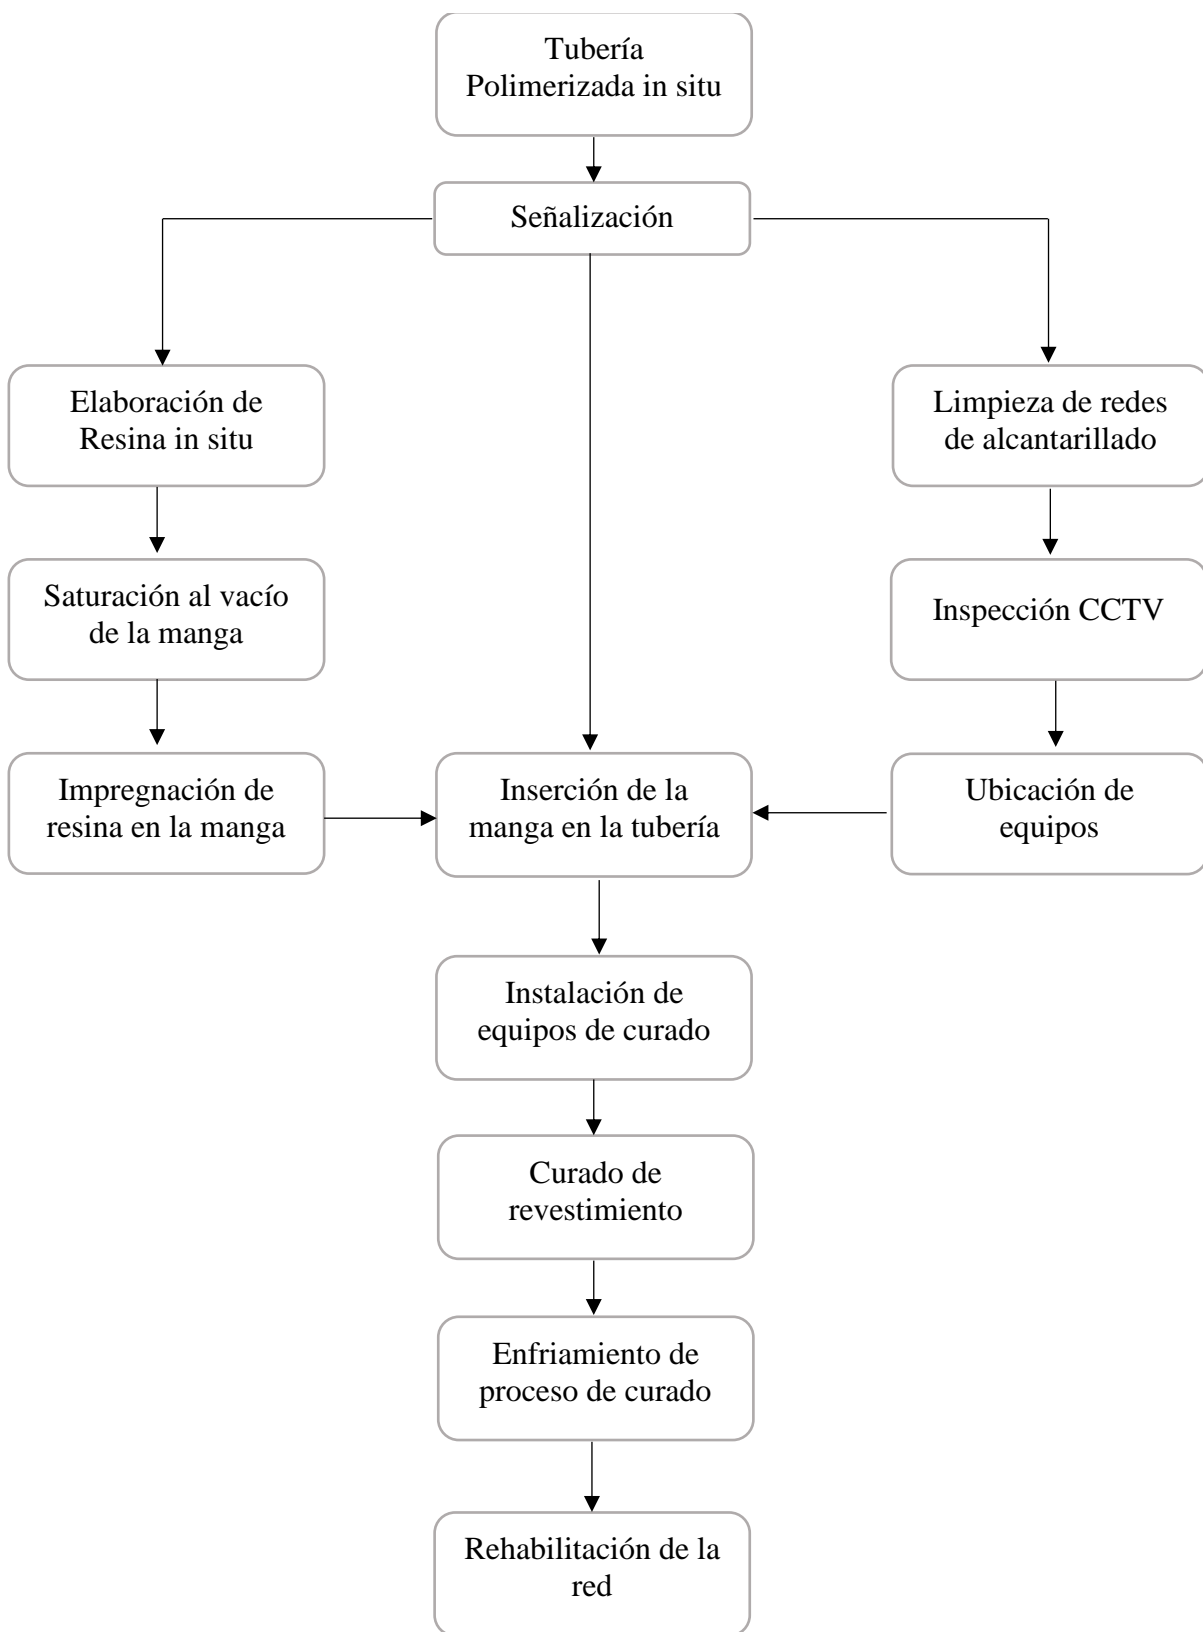 Tubería
Polimerizada in situ
Señalización
Elaboración de
Resina in situ
Limpieza de redes
de alcantarillado
Saturación al vacío
de la manga
Inspección CCTV
Impregnación de
resina en la manga
Inserción de la
manga en la tubería
Ubicación de
equipos
Instalación de
equipos de curado
Curado de
revestimiento
Enfriamiento de
proceso de curado
Rehabilitación de la
red